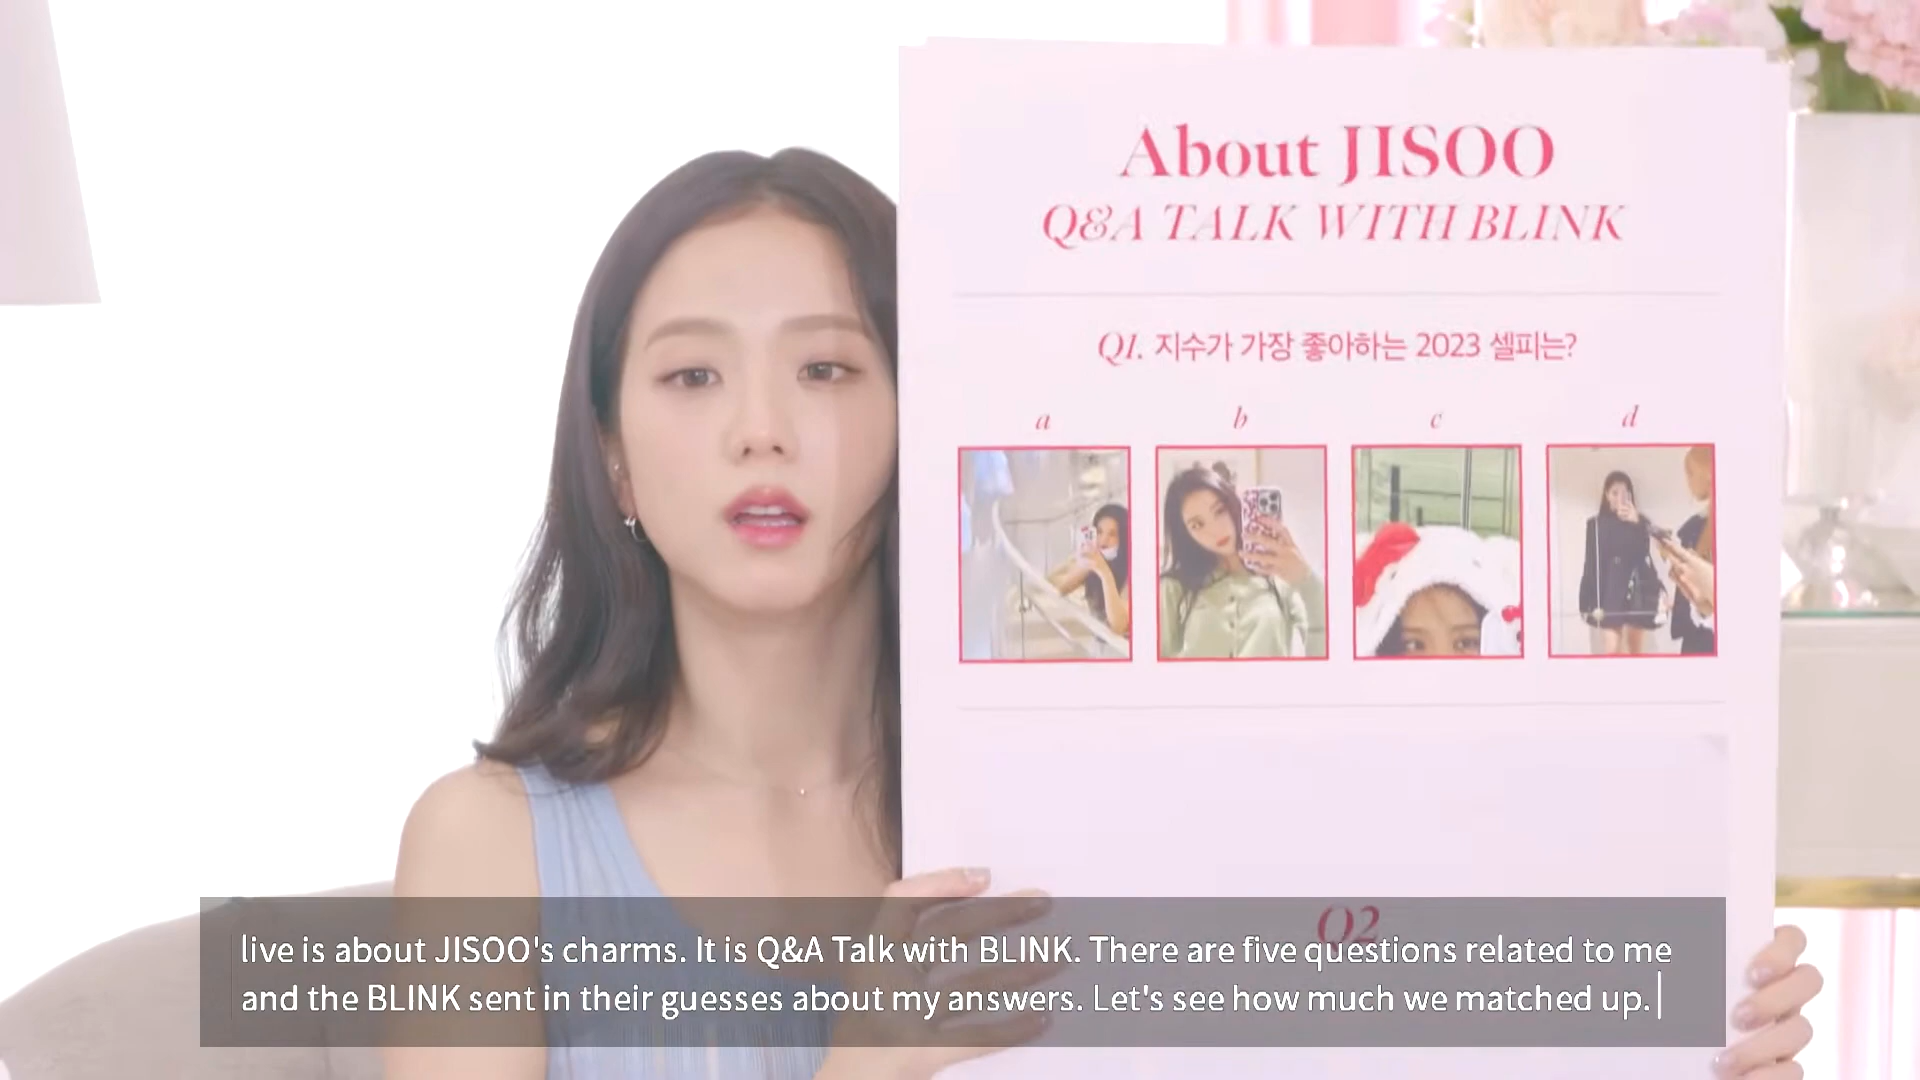 About JISOO
Q&A TALK WITH BLINK
Q1. 지수가 가장 좋아하는 2023 셀피는?
a b c d
Q2
live is about JISOO's charms. It is Q&A Talk with BLINK. There are five questions related to me
and the BLINK sent in their guesses about my answers. Let's see how much we matched up.